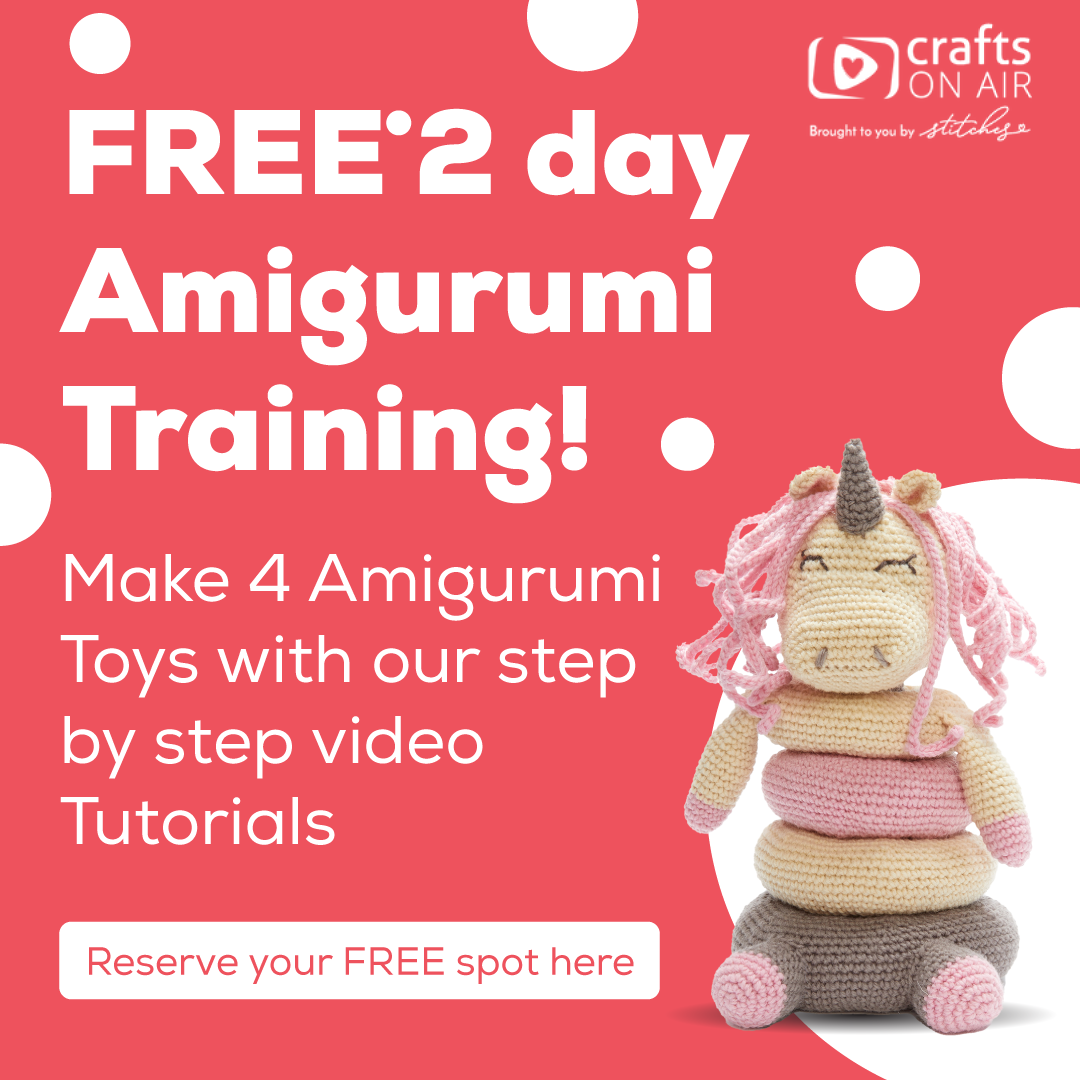 crafts
ON AIR
Brought to you by stitches
FREE 2 day
Amigurumi
Training!
Make 4 Amigurumi
Toys with our step
by step video
Tutorials
Reserve your FREE spot here